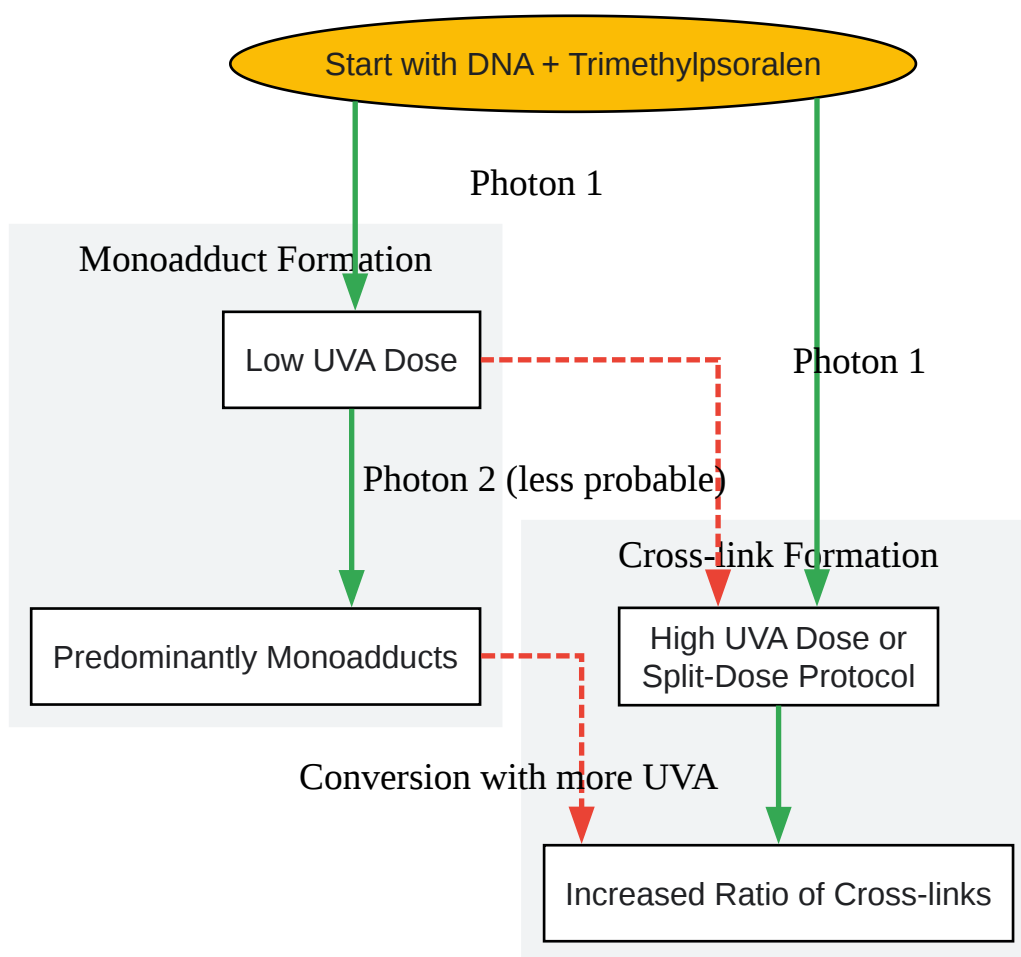 Start with DNA + Trimethylpsoralen
Photon 1
Monoadduct Formation
Low UVA Dose
Photon 1
Photon 2 (less probable)
Cross-link Formation
Predominantly Monoadducts
High UVA Dose or
Split-Dose Protocol
Conversion with more UVA
Increased Ratio of Cross-links